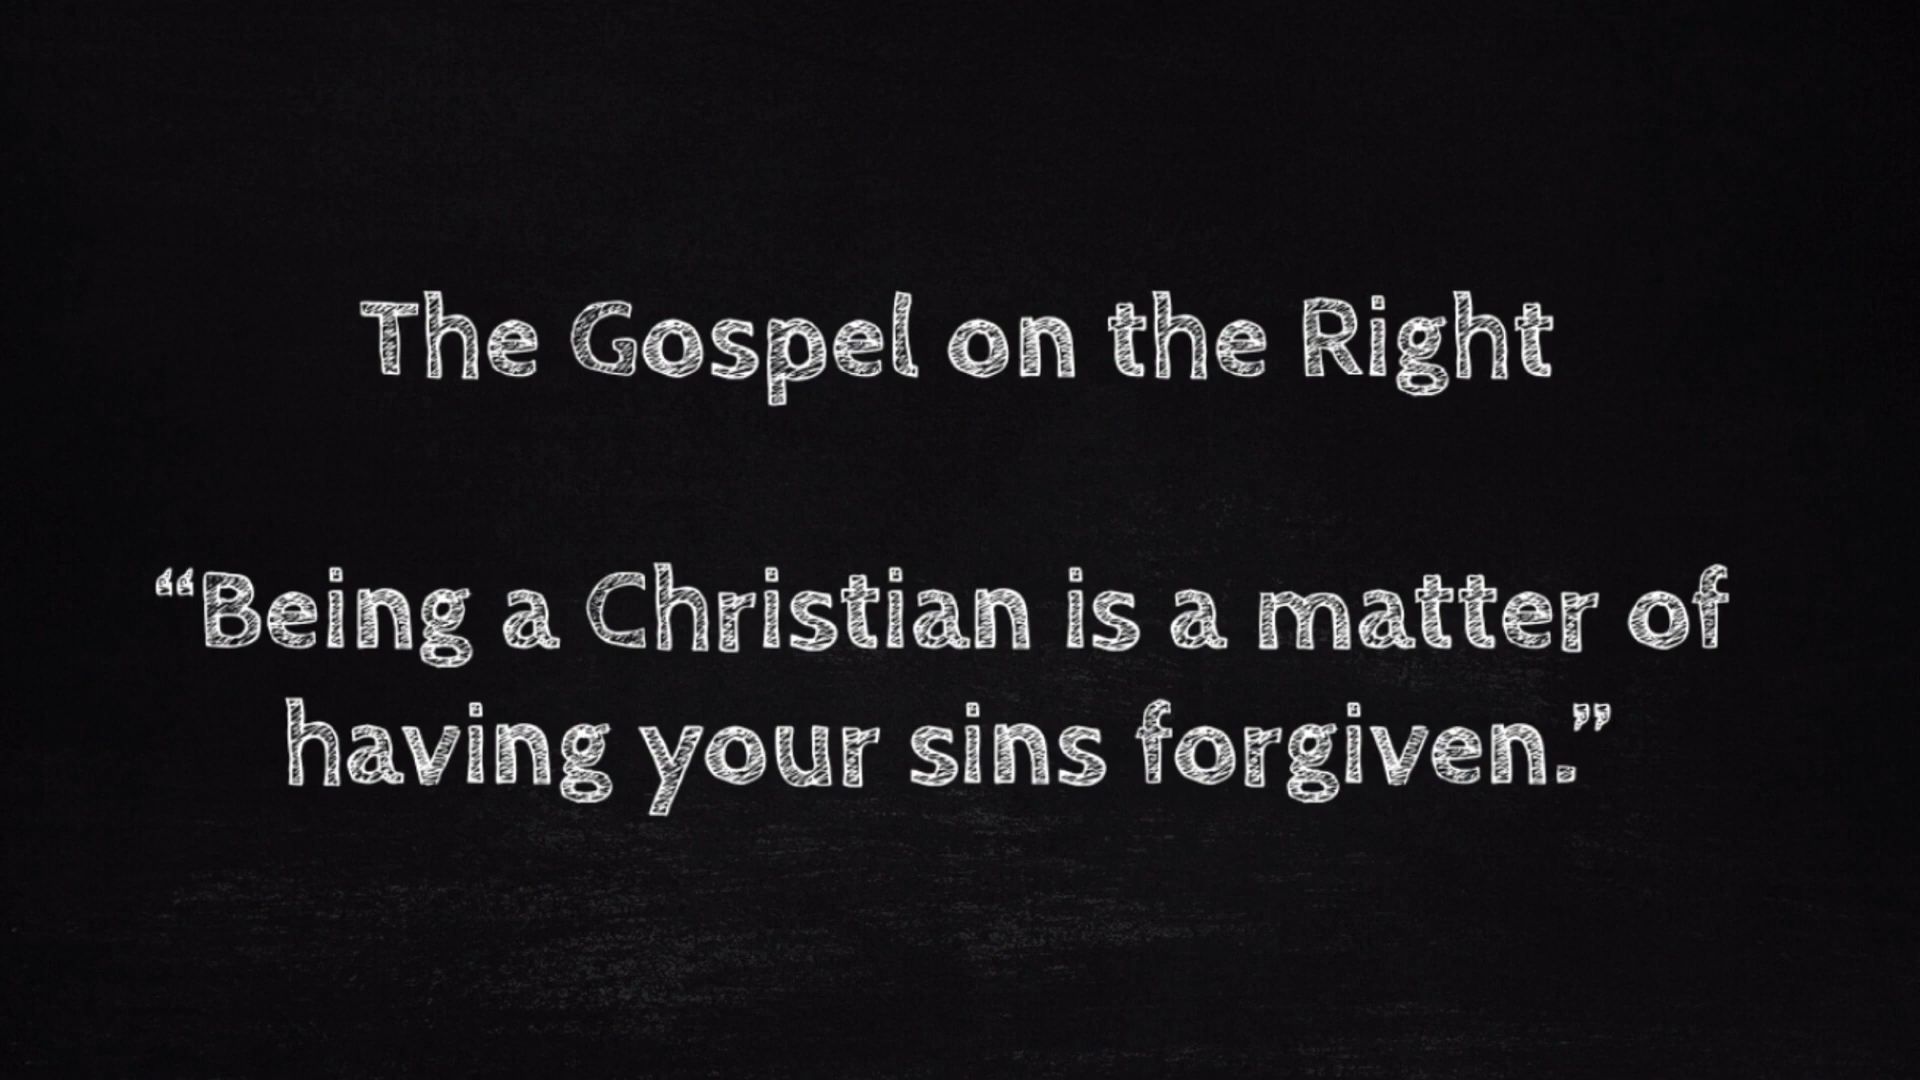 The Gospel on the Right
“Being a Christian is a matter of
having your sins forgiven.”